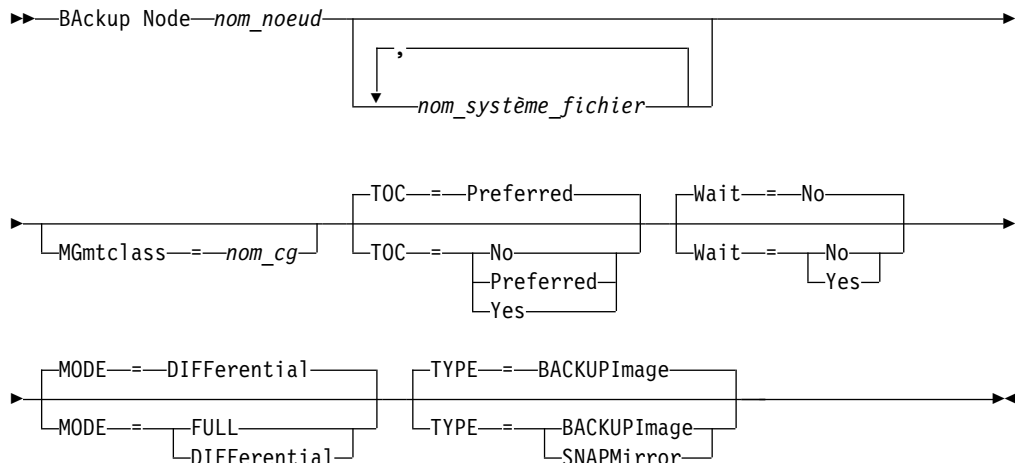 BAckup Node nom_noeud
,
nom_système_fichier
TOC = Preferred Wait = No
MGmtclass = nom_cg TOC = No Wait = No
Preferred Yes
Yes
MODE = DIFFerential TYPE = BACKUPImage
MODE = FULL TYPE = BACKUPImage
DIFFerential SNAPMirror